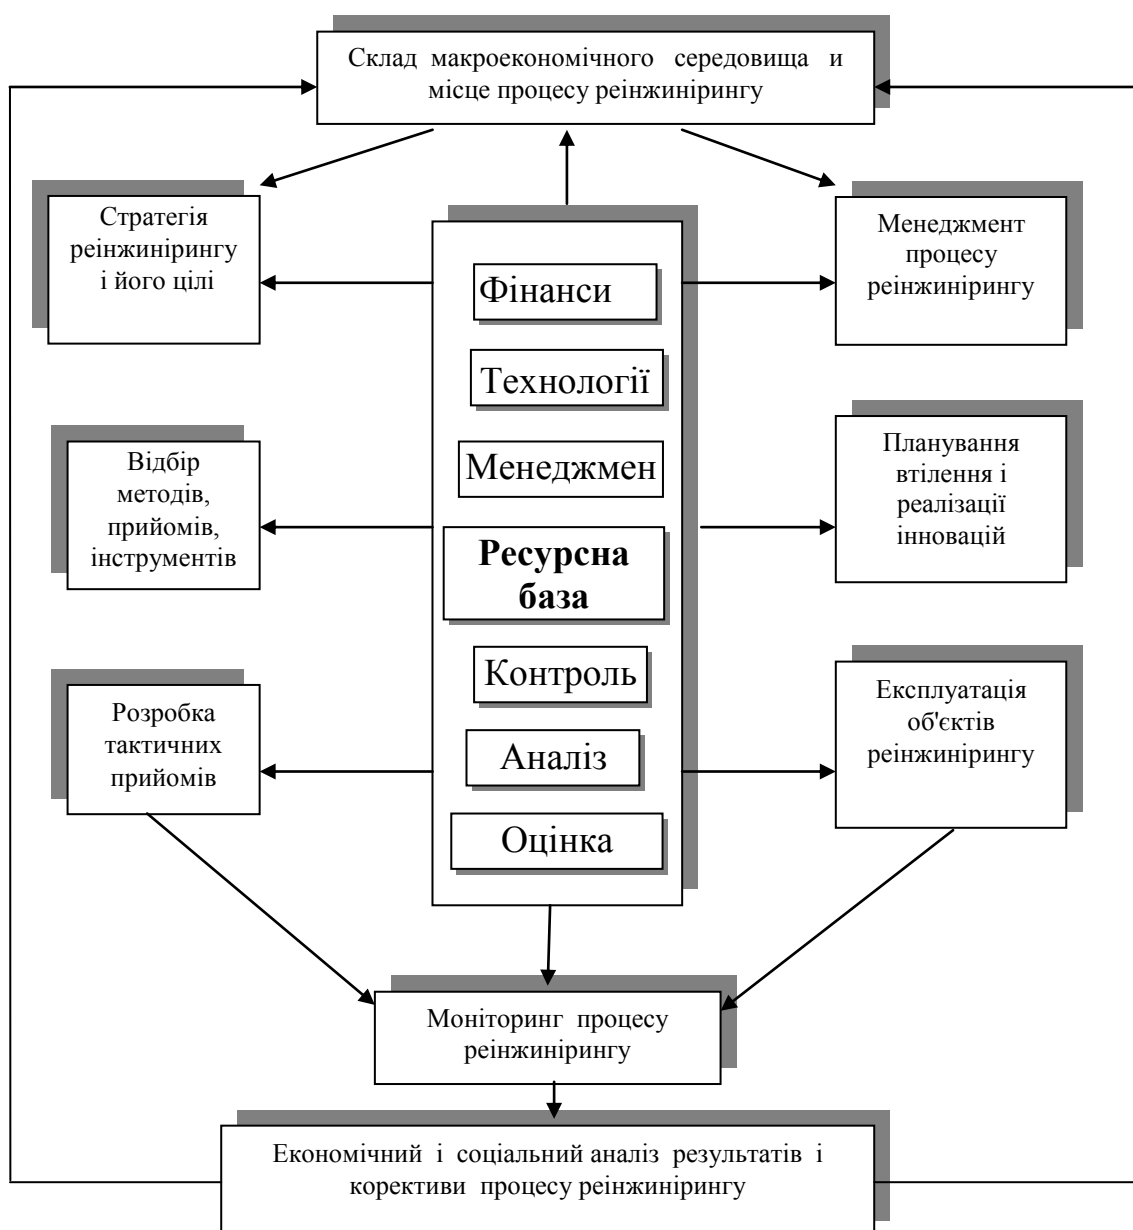 Склад макроекономічного середовища и
місце процесу реінжинірингу
Стратегія
реінжинірингу
і його цілі
Менеджмент
процесу
реінжинірингу
Фінанси
Технології
Менеджмен
Ресурсна
база
Контроль
Аналіз
Оцінка
Відбір
методів,
прийомів,
інструментів
Планування
втілення і
реалізації
інновацій
Розробка
тактичних
прийомів
Експлуатація
об'єктів
реінжинірингу
Моніторинг процесу
реінжинірингу
Економічний і соціальний аналіз результатів і
корективи процесу реінжинірингу